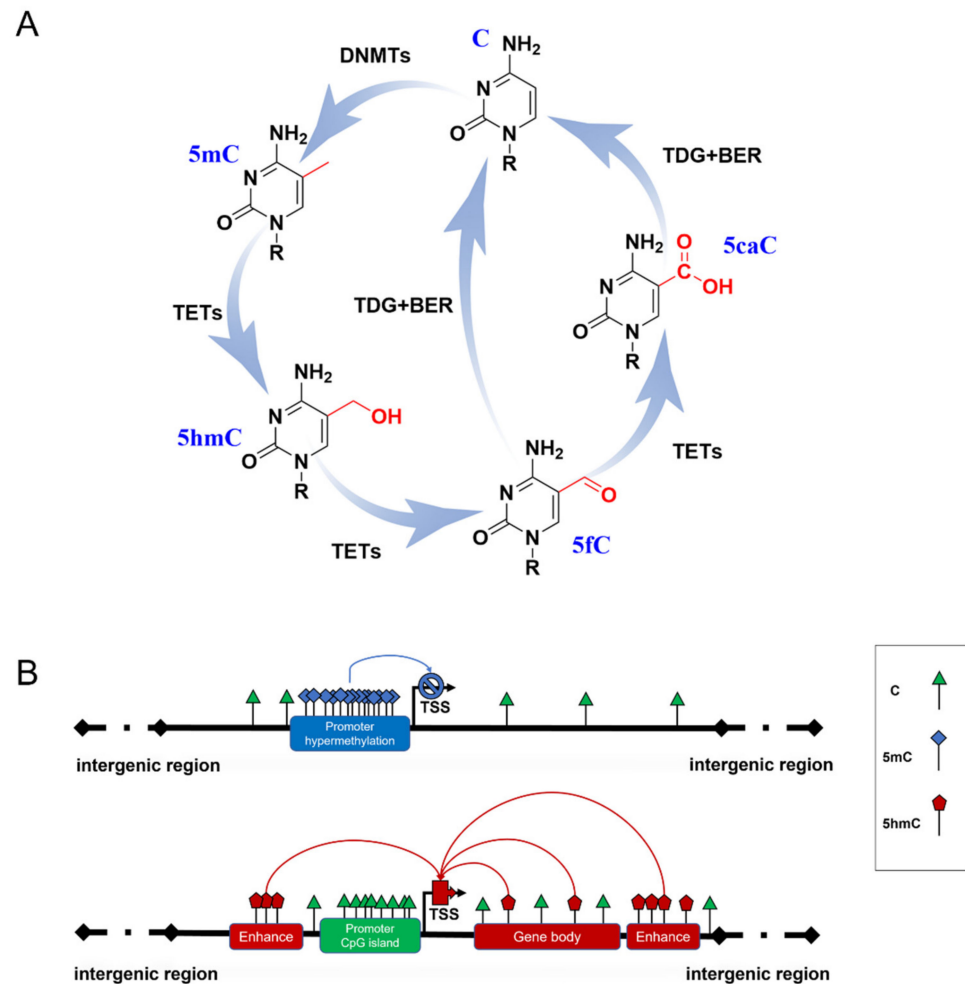 A
C
NH2
N
O
N
R
DNMTs
5mC
NH2
N
O
N
R
TDG+BER
5caC
NH2
O
C
OH
N
O
N
R
TETs
TDG+BER
5hmC
NH2
N
OH
O
N
R
TETs
NH2
N
O
O
N
R
5fC
TETs
B
TSS
Promoter
hypermethylation
intergenic region
intergenic region
C
5mC
5hmC
TSS
Enhance
Promoter
CpG island
Gene body
Enhance
intergenic region
intergenic region